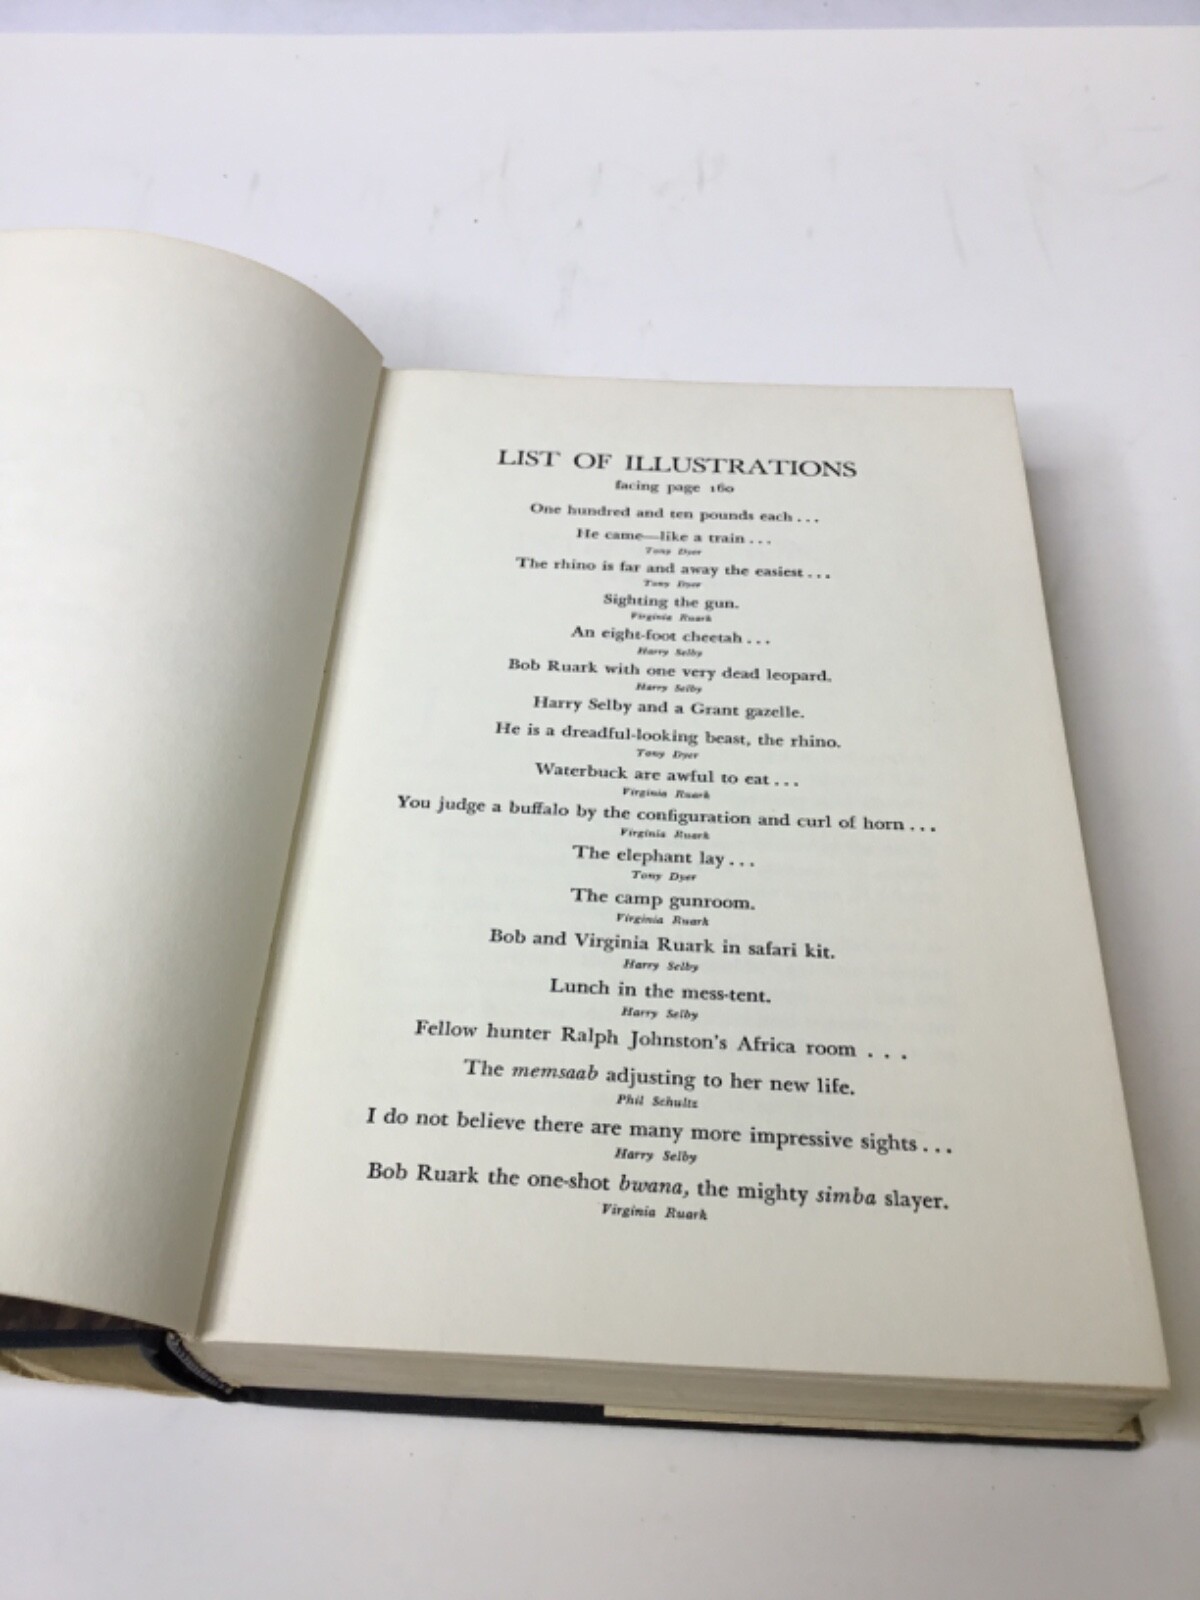 LIST OF ILLUSTRATIONS
facing page 160
One hundred and ten pounds each...
He came—like a train...
Tony Dyer
The rhino is far and away the easiest...
Tony Dyer
Sighting the gun.
Virginia Ruark
An eight-foot cheetah...
Harry Selby
Bob Ruark with one very dead leopard.
Harry Selby
Harry Selby and a Grant gazelle.
He is a dreadful-looking beast, the rhino.
Tony Dyer
Waterbuck are awful to eat...
Virginia Ruark
You judge a buffalo by the configuration and curl of horn...
Virginia Ruark
The elephant lay...
Tony Dyer
The camp gunroom.
Virginia Ruark
Bob and Virginia Ruark in safari kit.
Harry Selby
Lunch in the mess-tent.
Harry Selby
Fellow hunter Ralph Johnston's Africa room . . .
The memsaab adjusting to her new life.
Phil Schultz
I do not believe there are many more impressive sights...
Harry Selby
Bob Ruark the one-shot bwana, the mighty simba slayer.
Virginia Ruark